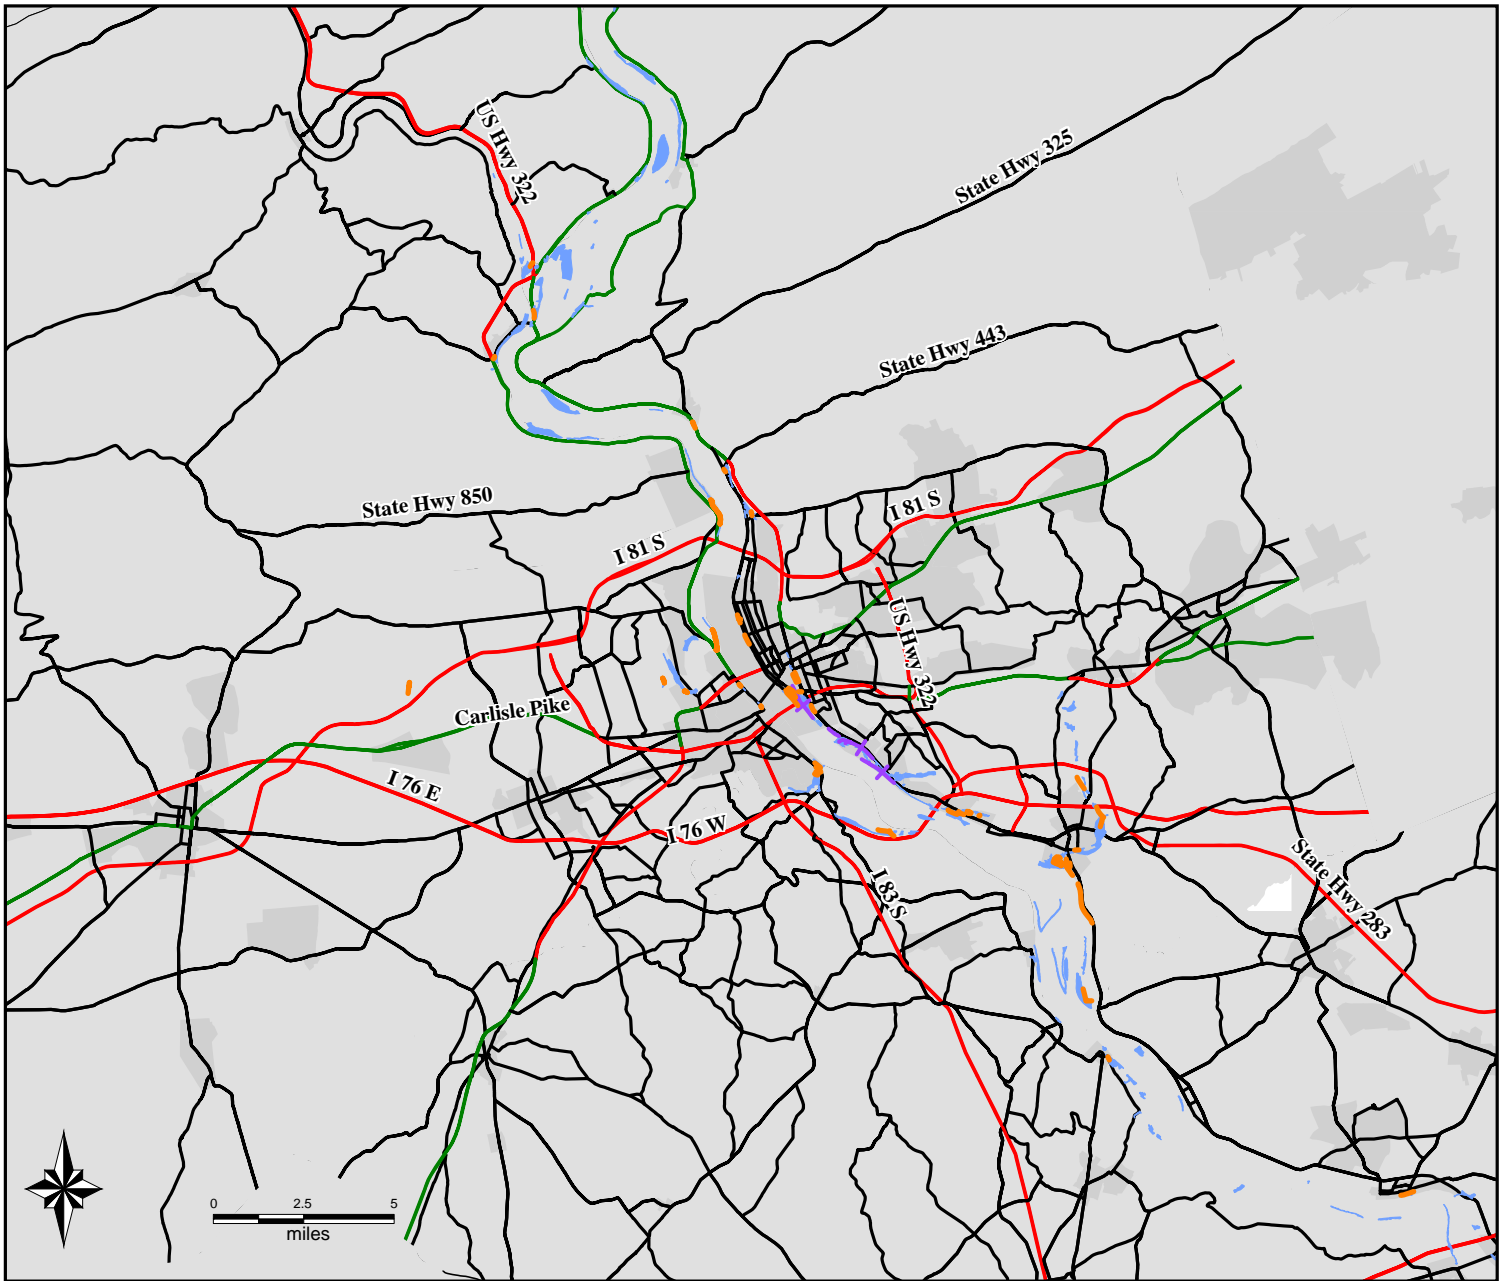 US Hwy 322
State Hwy 325
State Hwy 443
State Hwy 850
I 81 S
I 81 S
US Hwy 322
Carlisle Pike
I 76 E
I 76 W
I 83 S
State Hwy 283
0 2.5 5
miles